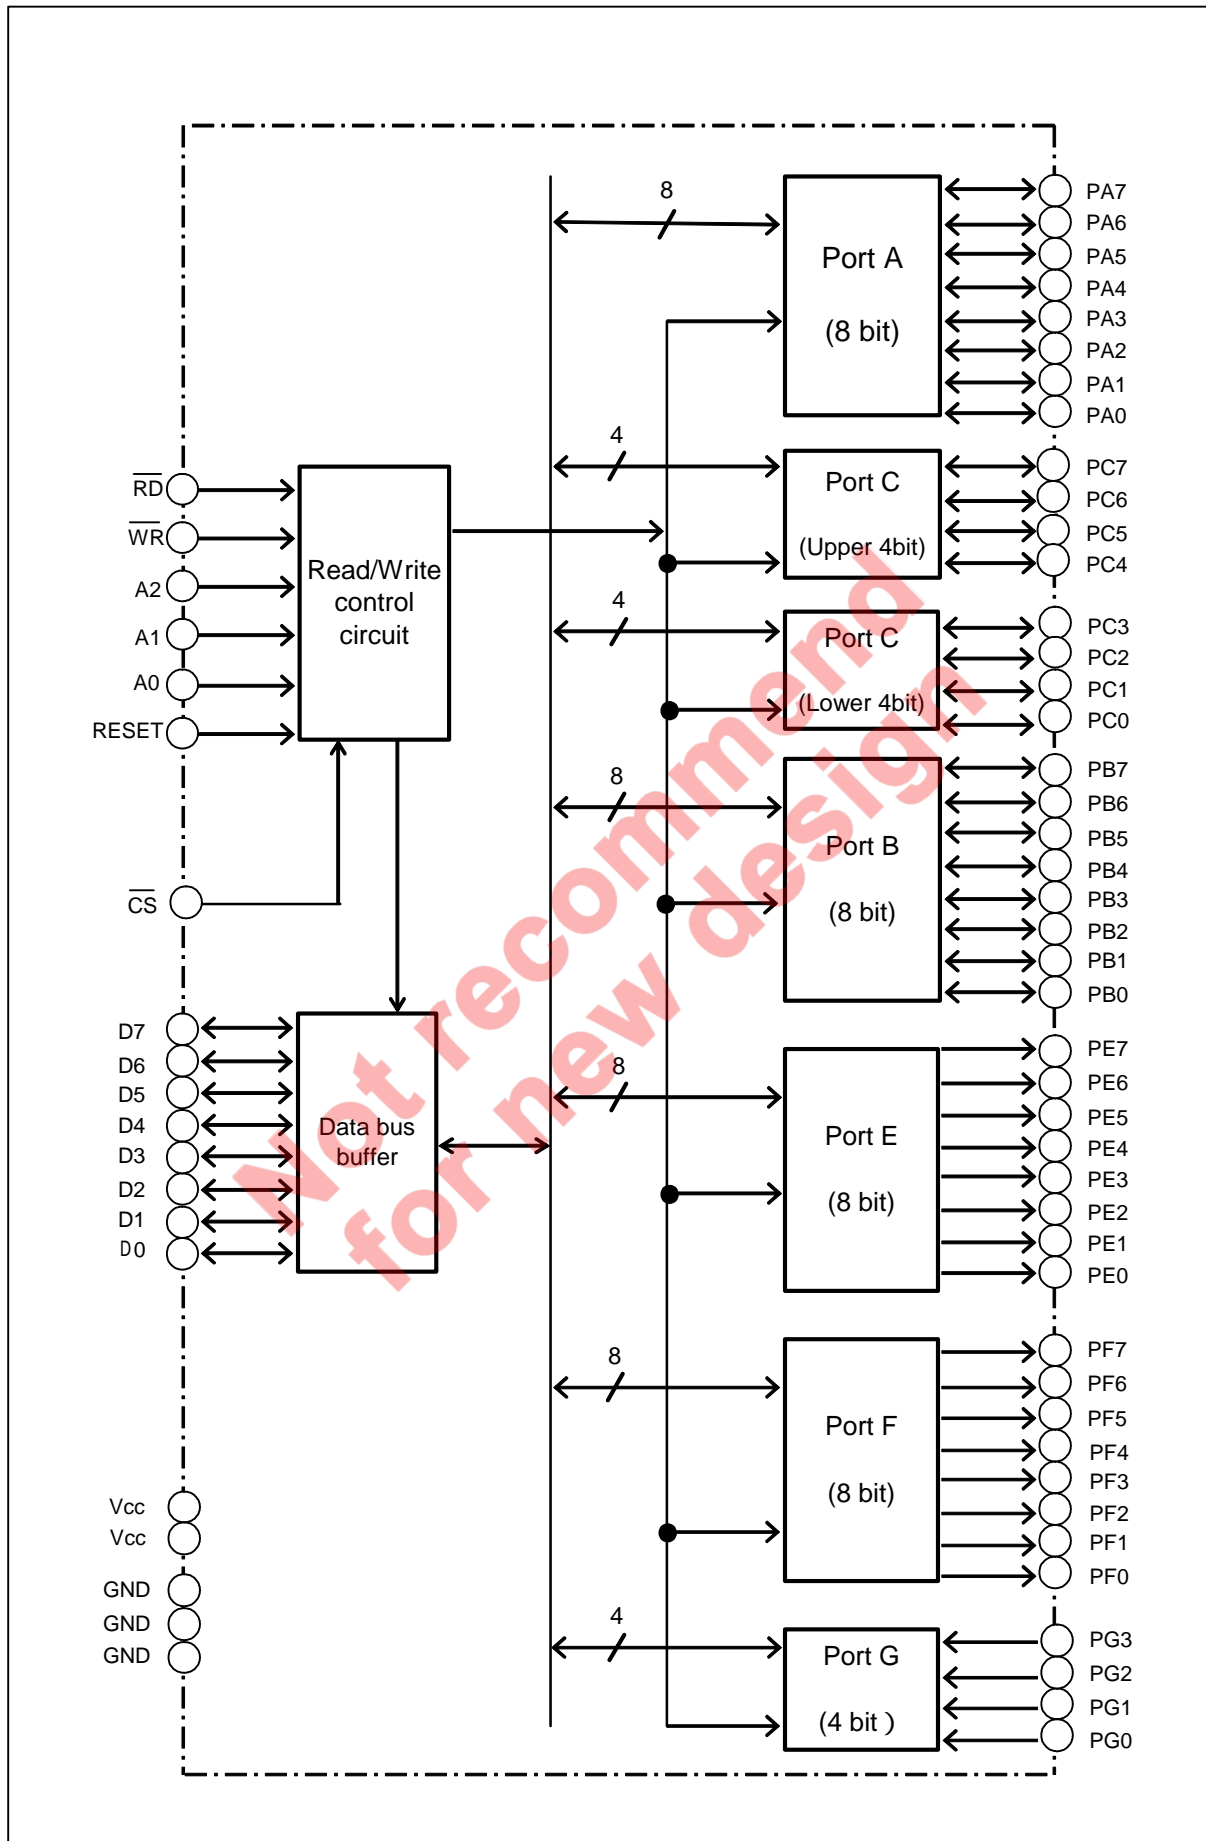 8
Port A
(8 bit)
PA7
PA6
PA5
PA4
PA3
PA2
PA1
PA0
4
Port C
(Upper 4bit)
PC7
PC6
PC5
PC4
RD
WR
A2
A1
A0
RESET
Read/Write
control
circuit
4
Port C
(Lower 4bit)
PC3
PC2
PC1
PC0
8
Port B
(8 bit)
PB7
PB6
PB5
PB4
PB3
PB2
PB1
PB0
CS
D7
D6
D5
D4
D3
D2
D1
D0
Data bus
buffer
8
Port E
(8 bit)
PE7
PE6
PE5
PE4
PE3
PE2
PE1
PE0
8
Port F
(8 bit)
PF7
PF6
PF5
PF4
PF3
PF2
PF1
PF0
Vcc
Vcc
GND
GND
GND
4
Port G
(4 bit )
PG3
PG2
PG1
PG0
Not recommend
for new design